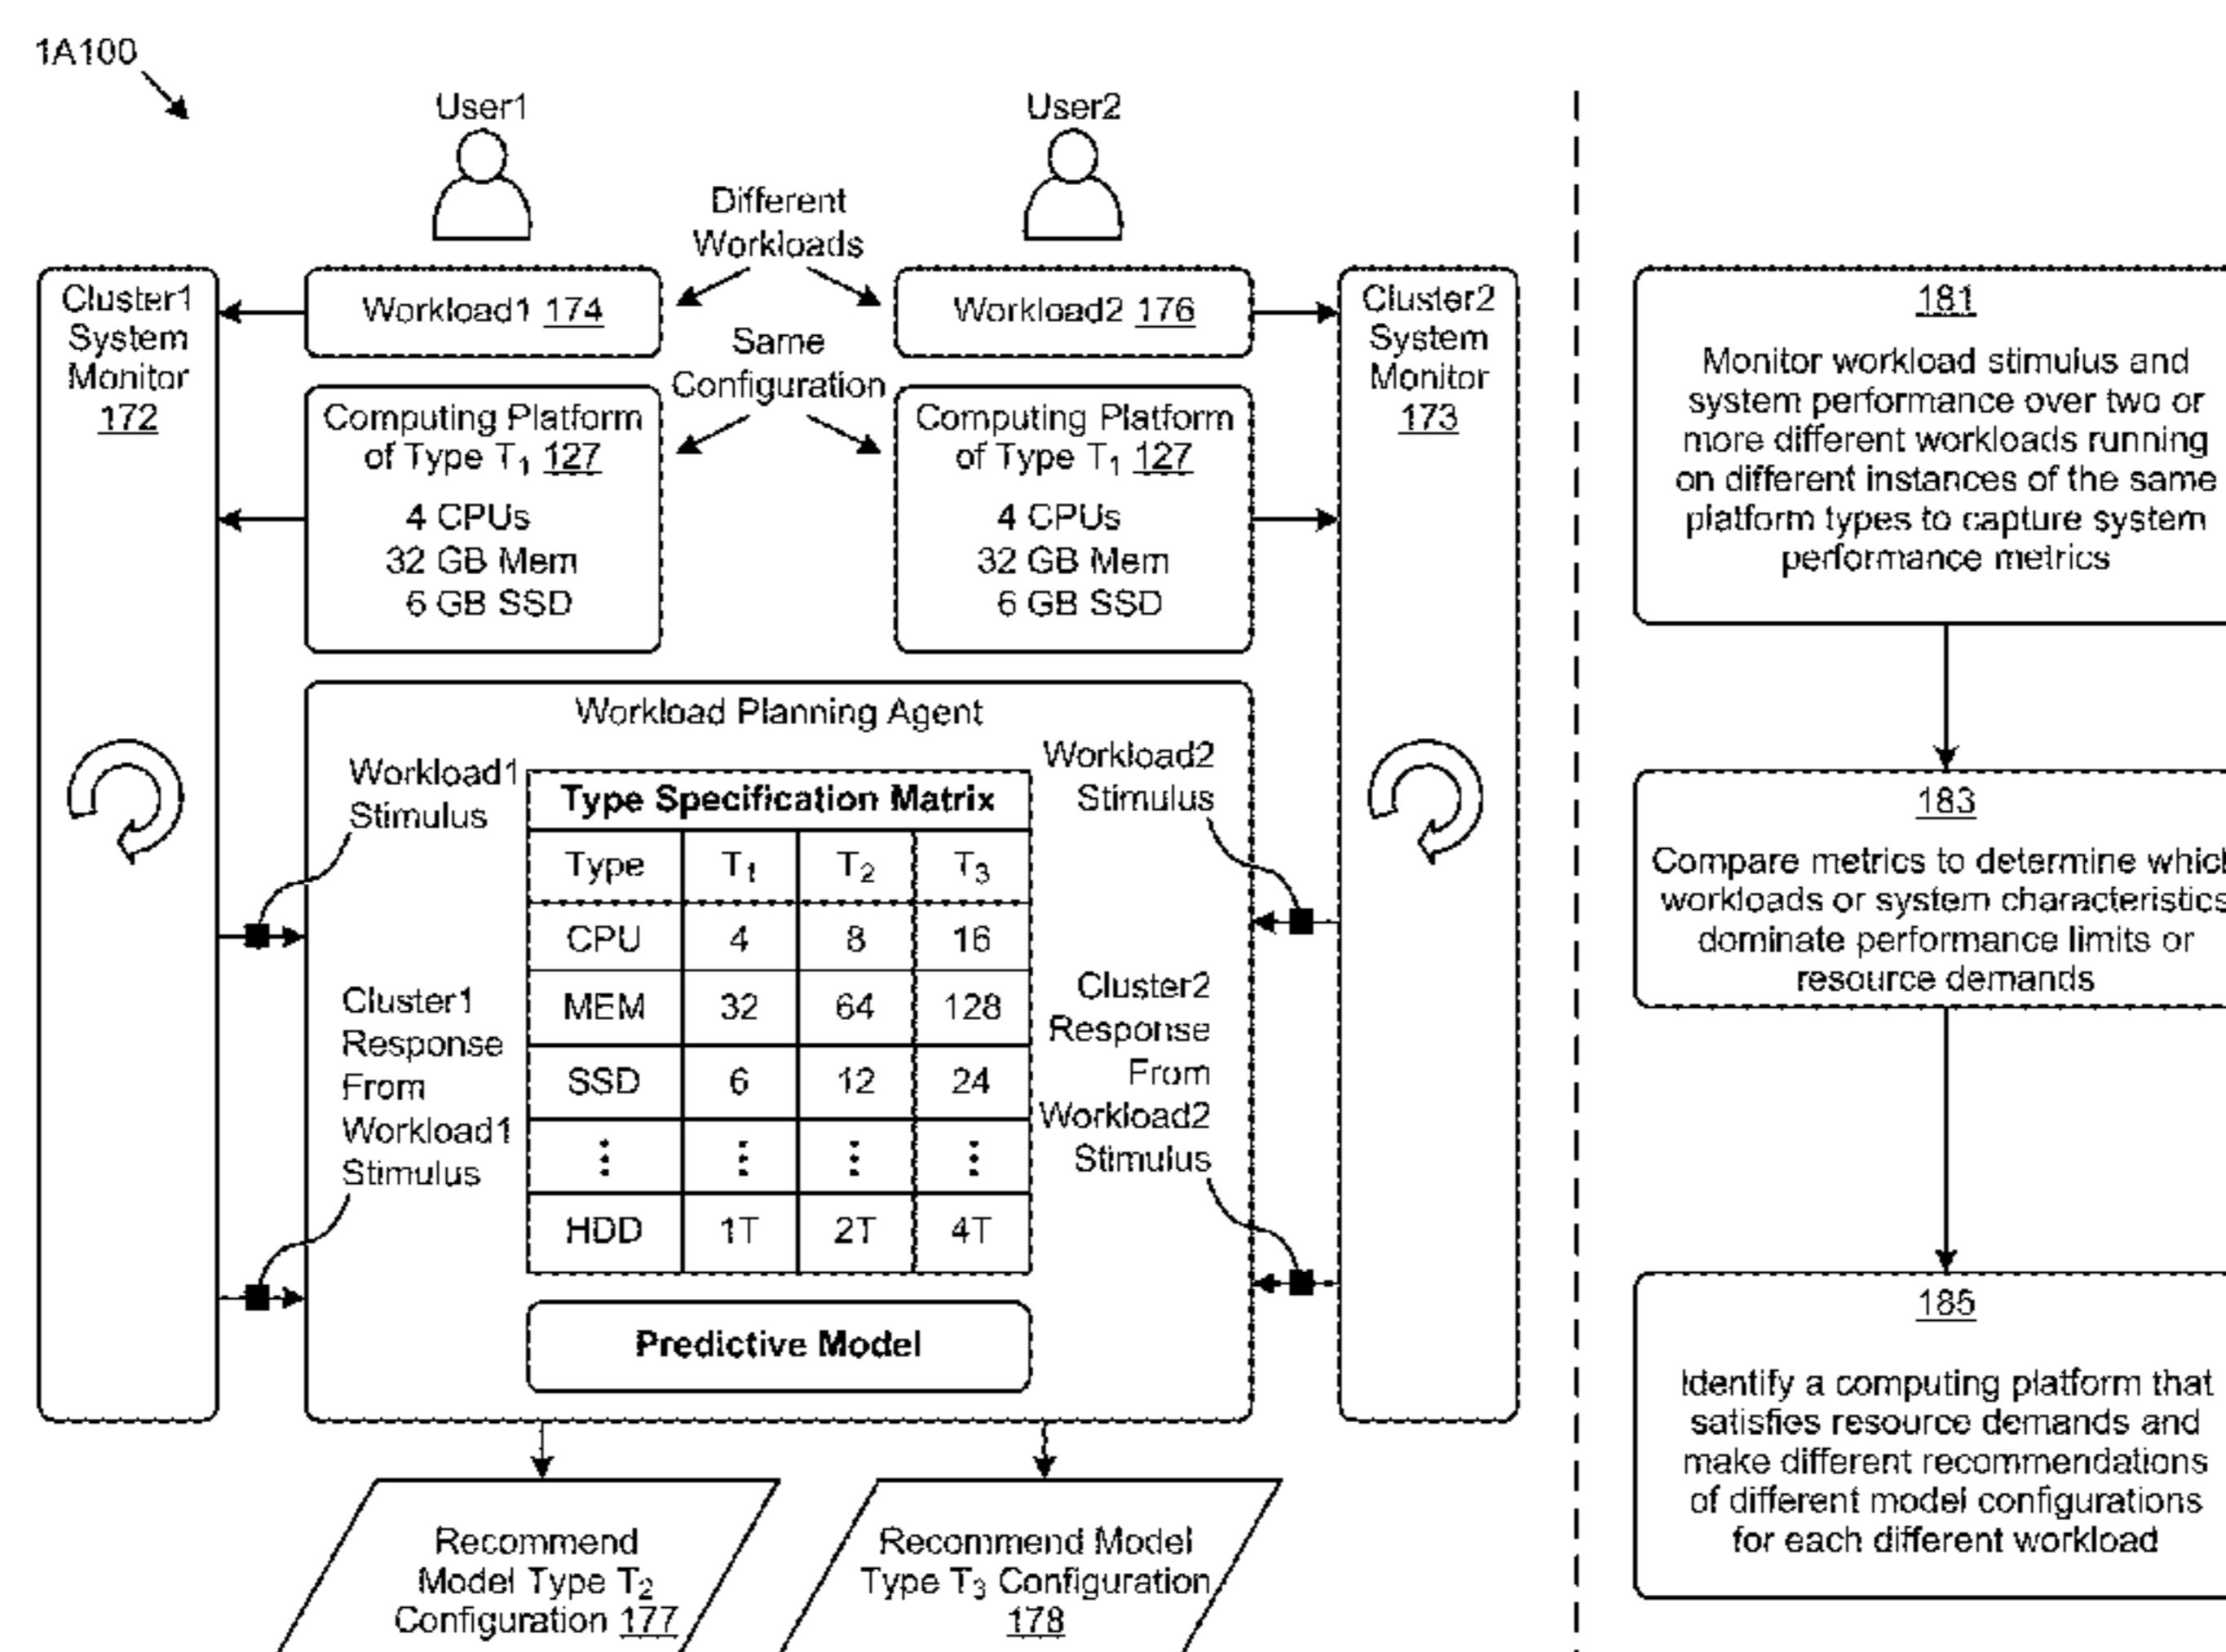 1A100
User1
User2
Different
Workloads
Cluster1
System
Monitor
172
Workload1 174
Workload2 176
Cluster2
System
Monitor
173
Same
Configuration
Computing Platform
of Type T₁ 127
4 CPUs
32 GB Mem
6 GB SSD
Computing Platform
of Type T₁ 127
4 CPUs
32 GB Mem
6 GB SSD
Workload Planning Agent
Workload1
Stimulus
Workload2
Stimulus
Type Specification Matrix
Type T₁ T₂ T₃
CPU 4 8 16
MEM 32 64 128
SSD 6 12 24
⋮ ⋮ ⋮ ⋮
HDD 1T 2T 4T
Cluster1
Response
From
Workload1
Stimulus
Cluster2
Response
From
Workload2
Stimulus
Predictive Model
Recommend
Model Type T₂
Configuration 177
Recommend Model
Type T₃ Configuration
178
181
Monitor workload stimulus and
system performance over two or
more different workloads running
on different instances of the same
platform types to capture system
performance metrics
183
Compare metrics to determine which
workloads or system characteristics
dominate performance limits or
resource demands
185
Identify a computing platform that
satisfies resource demands and
make different recommendations
of different model configurations
for each different workload